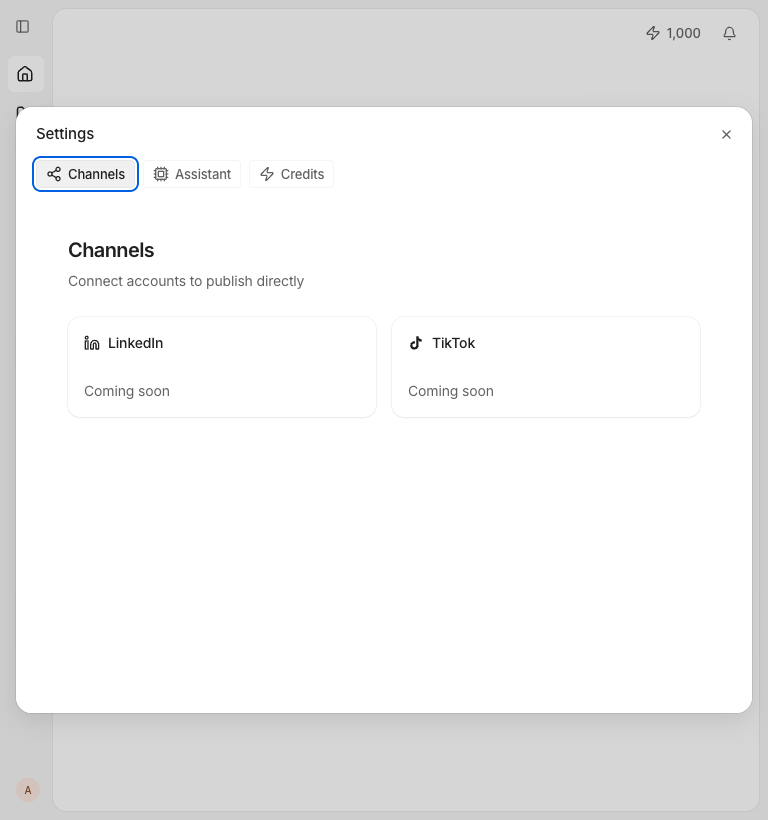 1,000
Settings
Channels
Assistant
Credits
Channels
Connect accounts to publish directly
LinkedIn
TikTok
Coming soon
Coming soon
A